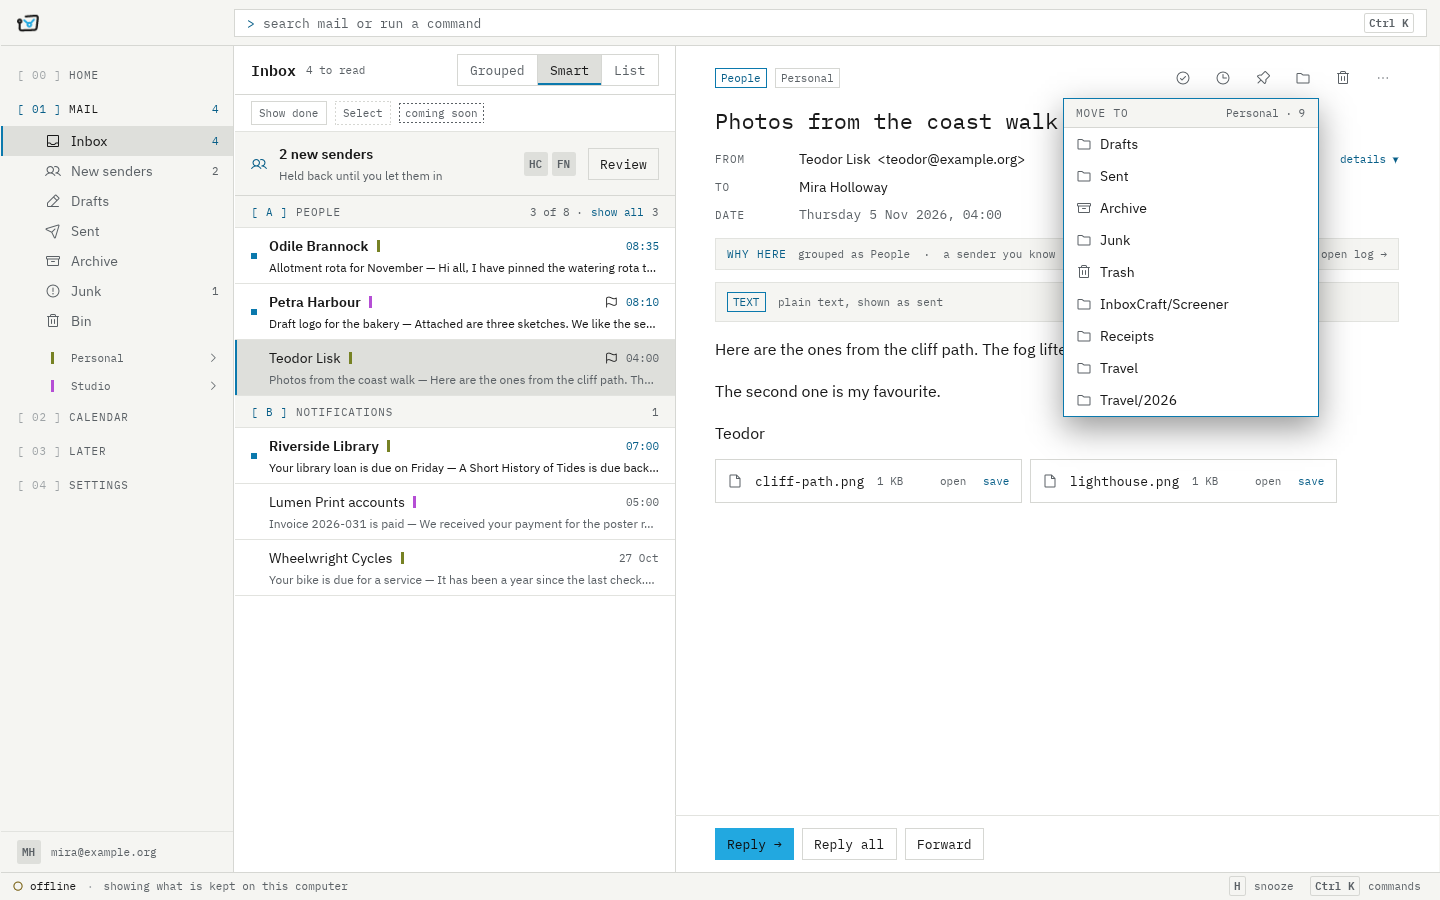 > search mail or run a command
Ctrl K
[ 00 ] HOME
[ 01 ] MAIL 4
Inbox 4
New senders 2
Drafts
Sent
Archive
Junk 1
Bin
Personal
Studio
[ 02 ] CALENDAR
[ 03 ] LATER
[ 04 ] SETTINGS
MH mira@example.org
Inbox 4 to read
Grouped Smart List
Show done Select coming soon
2 new senders
Held back until you let them in
HC FN Review
[ A ] PEOPLE 3 of 8 · show all 3
Odile Brannock 08:35
Allotment rota for November — Hi all, I have pinned the watering rota t…
Petra Harbour 08:10
Draft logo for the bakery — Attached are three sketches. We like the se…
Teodor Lisk 04:00
Photos from the coast walk — Here are the ones from the cliff path. Th…
[ B ] NOTIFICATIONS 1
Riverside Library 07:00
Your library loan is due on Friday — A Short History of Tides is due back…
Lumen Print accounts 05:00
Invoice 2026-031 is paid — We received your payment for the poster r…
Wheelwright Cycles 27 Oct
Your bike is due for a service — It has been a year since the last check.…
People Personal
Photos from the coast walk
FROM Teodor Lisk <teodor@example.org> details ▾
TO Mira Holloway
DATE Thursday 5 Nov 2026, 04:00
WHY HERE grouped as People · a sender you know open log →
TEXT plain text, shown as sent
Here are the ones from the cliff path. The fog lifte
The second one is my favourite.
Teodor
cliff-path.png 1 KB open save
lighthouse.png 1 KB open save
MOVE TO Personal · 9
Drafts
Sent
Archive
Junk
Trash
InboxCraft/Screener
Receipts
Travel
Travel/2026
Reply → Reply all Forward
offline · showing what is kept on this computer
H snooze Ctrl K commands